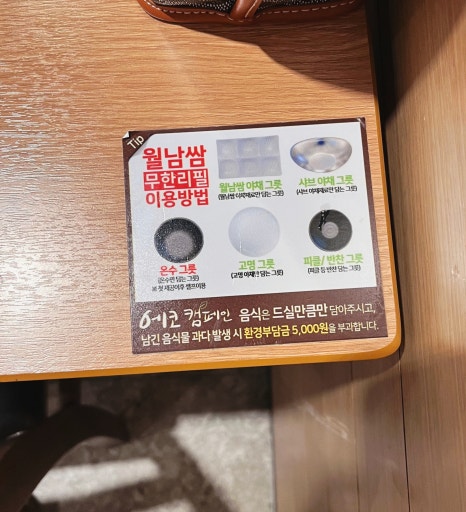 Tip
월남쌈
무한리필
이용방법
월남쌈 야채 그릇
(월남쌈 야채재료만 담는 그릇)
샤브 야채 그릇
(샤브 야채재료만 담는 그릇)
온수 그릇
(온수만 담는 그릇)
※ 첫 제공이후 셀프이용
고명 그릇
(고명 야채만 담는 그릇)
피클/ 반찬 그릇
(피클 등 반찬 담는 그릇)
에코 캠페인 음식은 드실만큼만 담아주시고,
남긴 음식물 과다 발생 시 환경부담금 5,000원을 부과합니다.